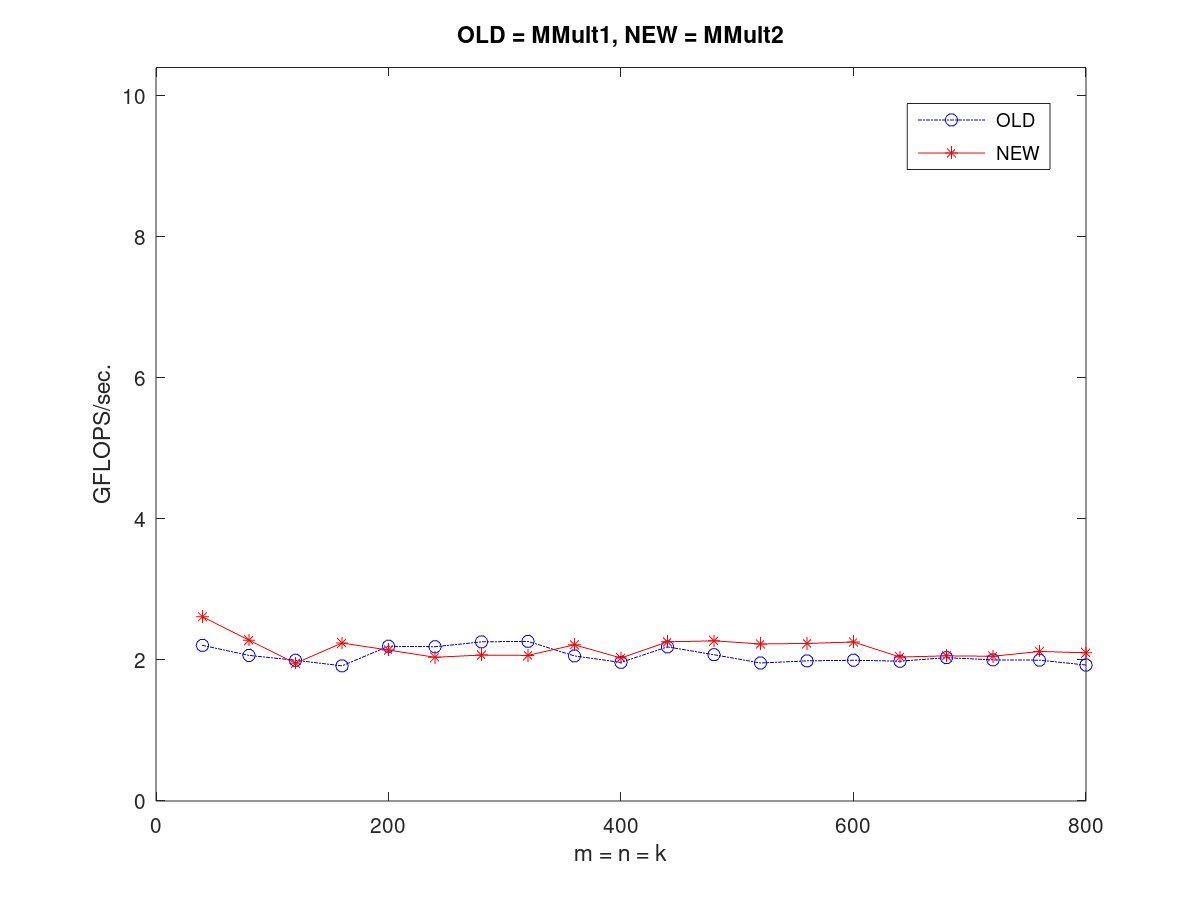 OLD = MMult1, NEW = MMult2
10
8
6
4
2
0
GFLOPS/sec.
OLD
NEW
0 200 400 600 800
m = n = k